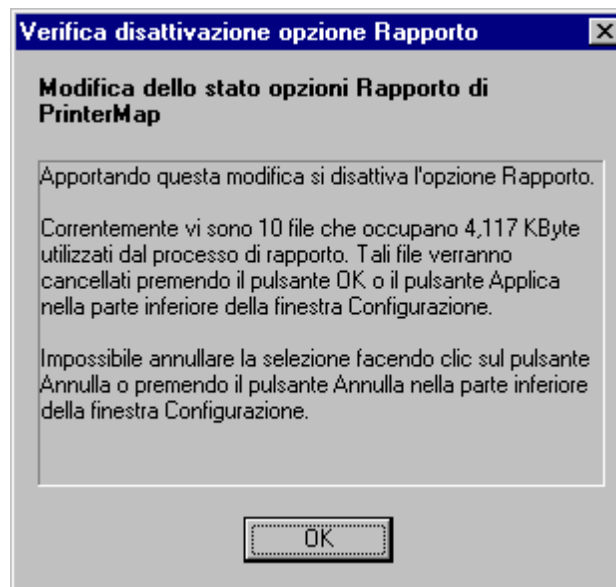 Verifica disattivazione opzione Rapporto
Modifica dello stato opzioni Rapporto di
PrinterMap
Apportando questa modifica si disattiva l'opzione Rapporto.
Correntemente vi sono 10 file che occupano 4,117 KByte
utilizzati dal processo di rapporto. Tali file verranno
cancellati premendo il pulsante OK o il pulsante Applica
nella parte inferiore della finestra Configurazione.
Impossibile annullare la selezione facendo clic sul pulsante
Annulla o premendo il pulsante Annulla nella parte inferiore
della finestra Configurazione.
OK